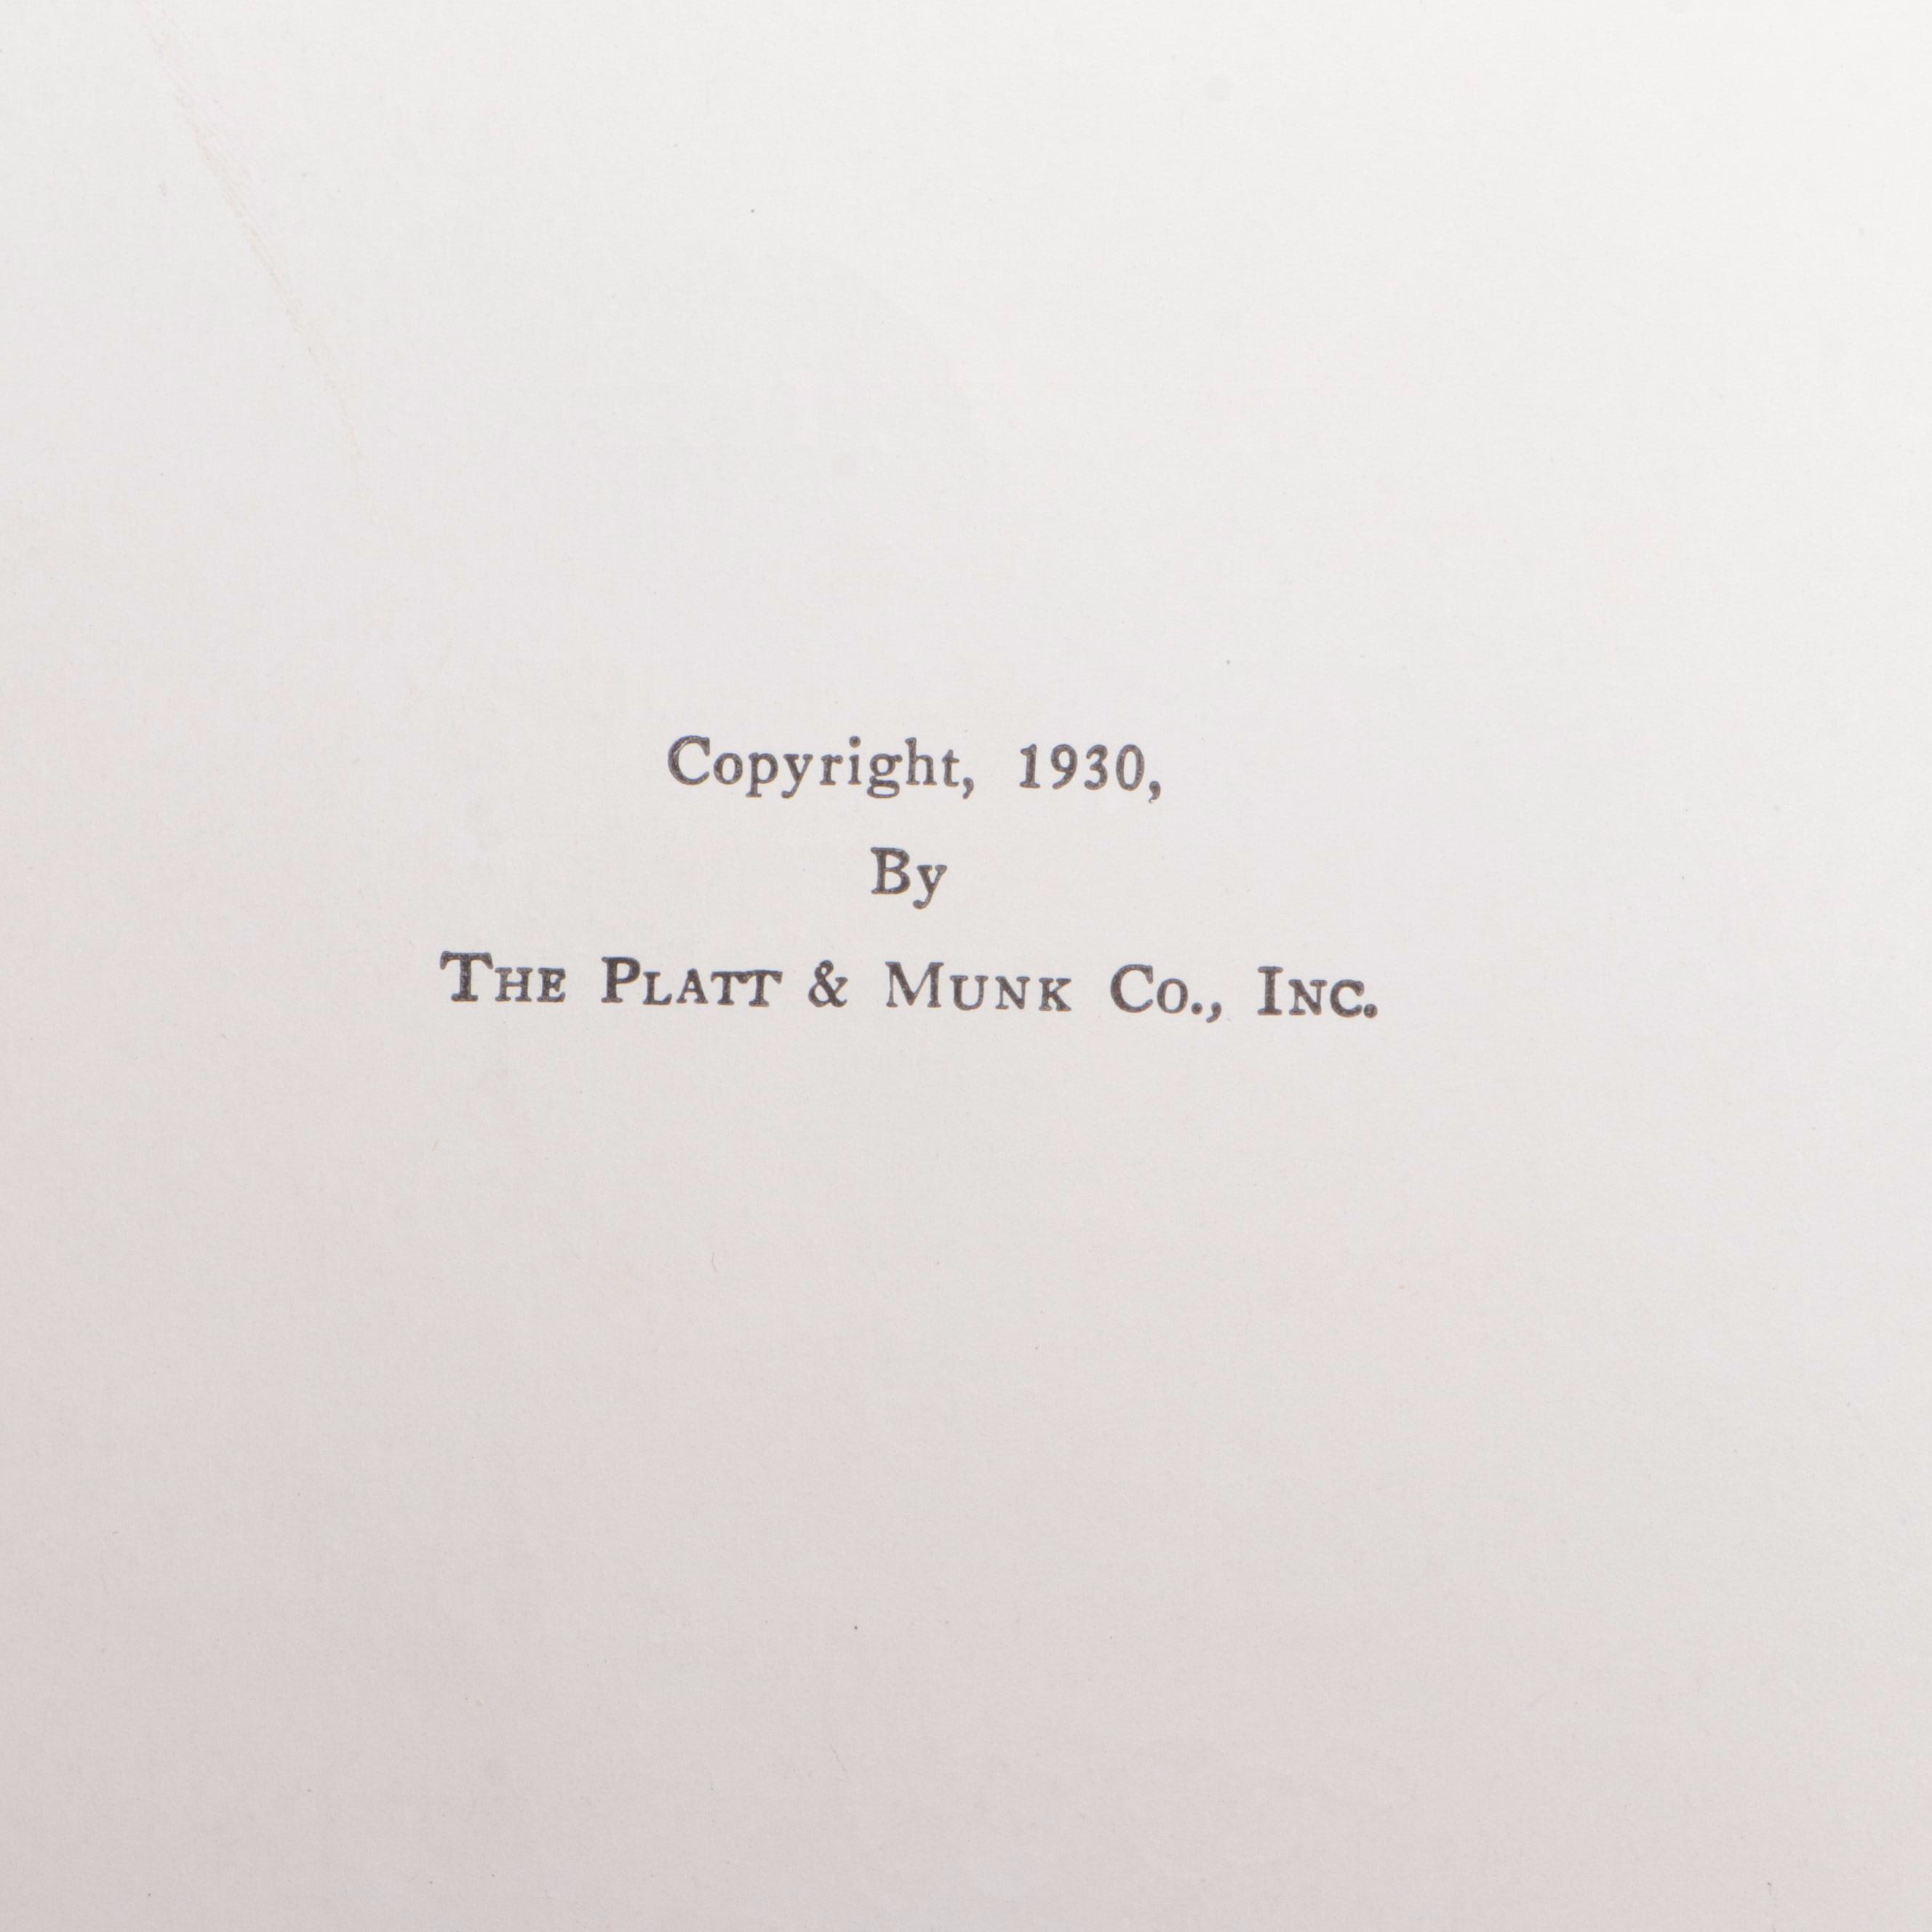 Copyright, 1930,
By
The Platt & Munk Co., Inc.